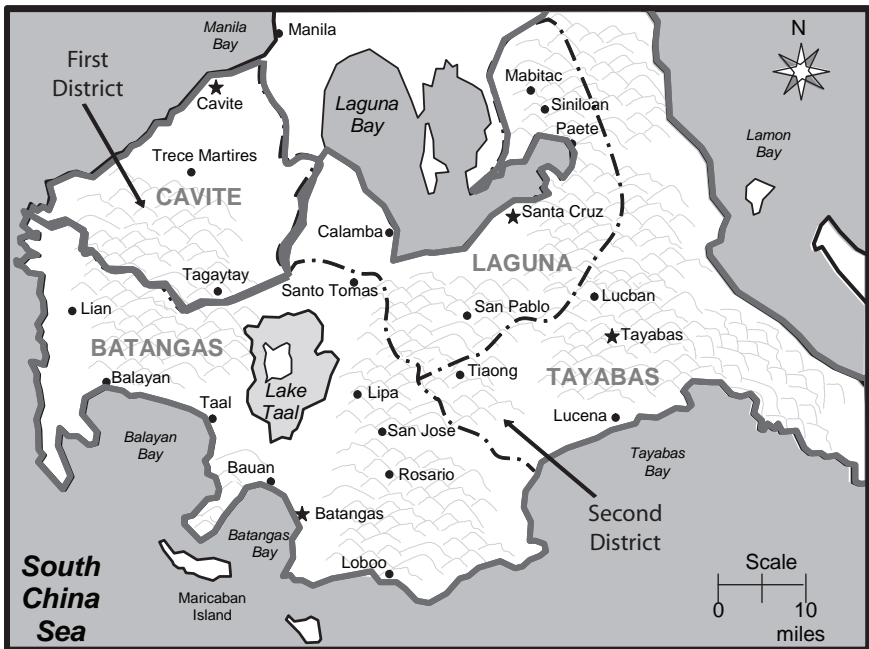 Manila
Bay
Manila
N
First
District
Cavite
Laguna
Bay
Mabitac
Siniloan
Paete
Lamon
Bay
Trece Martires
CAVITE
Santa Cruz
Calamba
LAGUNA
Tagaytay
Santo Tomas
Lian
San Pablo
Lucban
BATANGAS
Tayabas
Balayan
Lake
Taal
Tiaong
TAYABAS
Taal
Lipa
Lucena
San Jose
Balayan
Bay
Tayabas
Bay
Bauan
Rosario
Batangas
Second
District
Batangas
Bay
Loboo
South
China
Sea
Maricaban
Island
Scale
0
10
miles